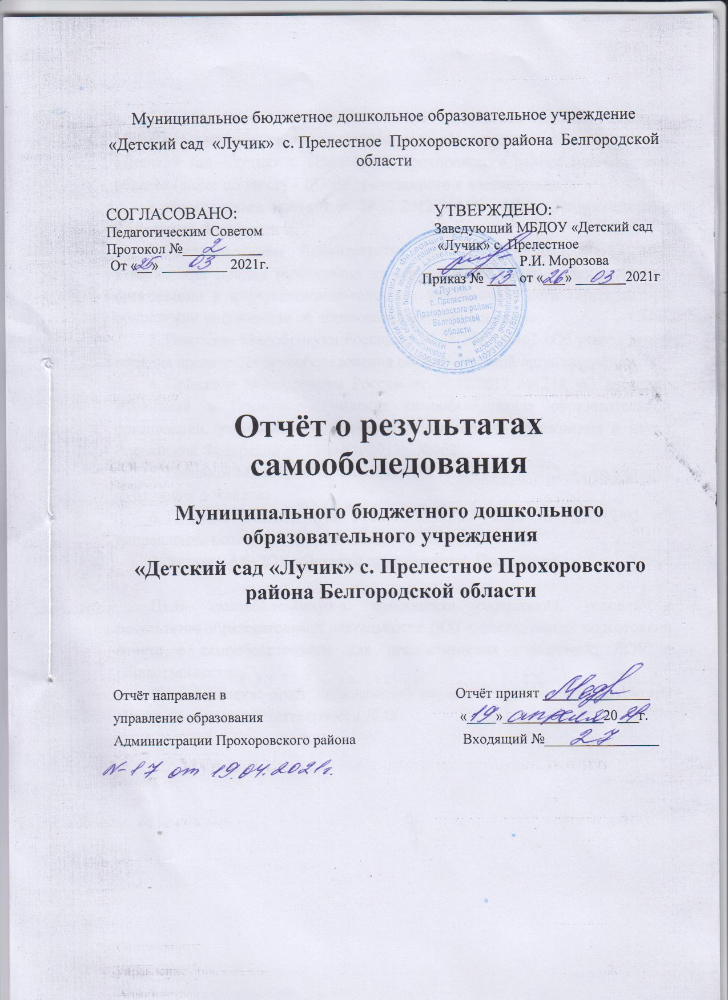 Муниципальное бюджетное дошкольное образовательное учреждение
«Детский сад «Лучик» с. Прелестное Прохоровского района Белгородской
области
СОГЛАСОВАНО:
Педагогическим Советом
Протокол № 2
От «25» 03 2021г.
УТВЕРЖДЕНО:
Заведующий МБДОУ «Детский сад
«Лучик» с. Прелестное
Р.И. Морозова
Приказ № 13 от «26» 03 2021г
«Лучик»
с. Прелестное
Прохоровского района
Белгородской
области
Отчёт о результатах
самообследования
Муниципального бюджетного дошкольного
образовательного учреждения
«Детский сад «Лучик» с. Прелестное Прохоровского
района Белгородской области
Отчёт направлен в
управление образования
Администрации Прохоровского района
№17 от 19.04.2021г.
Отчёт принят
«19» апреля 2021г.
Входящий № 27